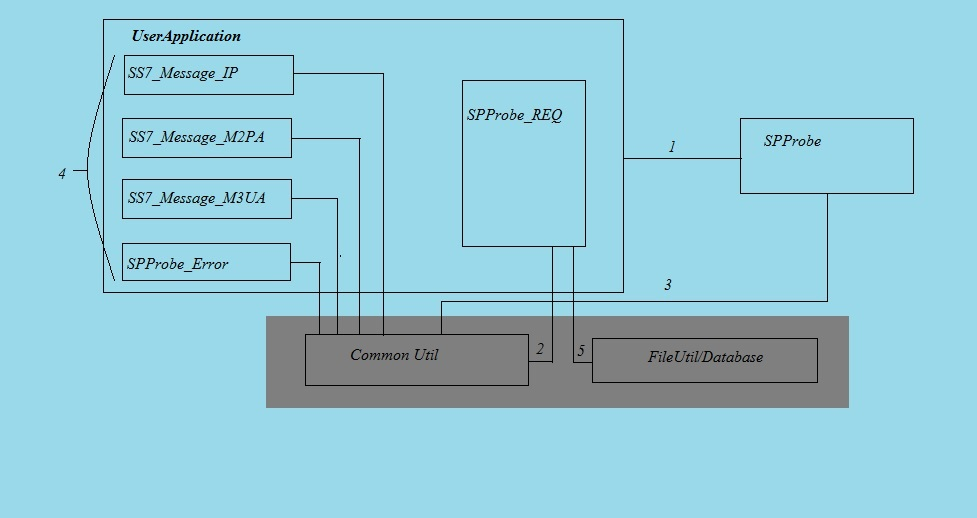 UserApplication
SS7_Message_IP
SPProbe_REQ
SS7_Message_M2PA
1
SPProbe
4
SS7_Message_M3UA
SPProbe_Error
3
Common Util
2
5
FileUtil/Database